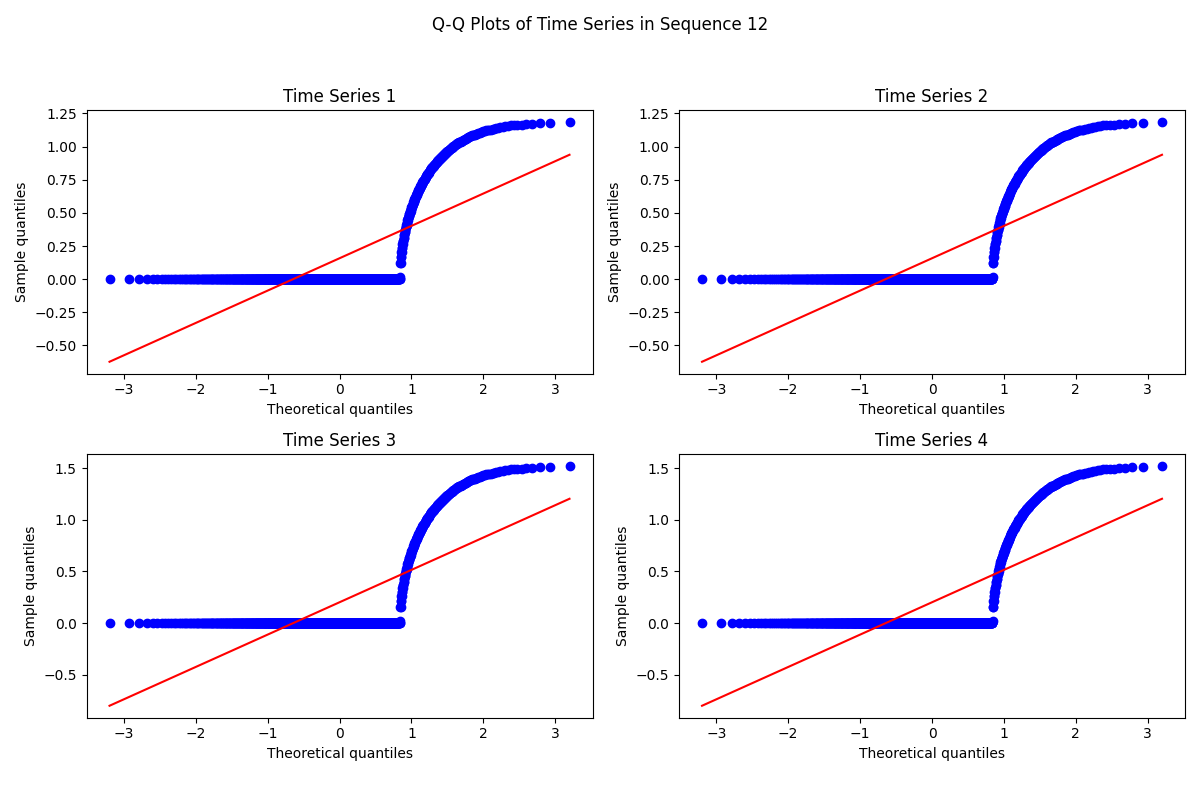 Q-Q Plots of Time Series in Sequence 12
Time Series 1
Sample quantiles
1.25
1.00
0.75
0.50
0.25
0.00
−0.25
−0.50
−3 −2 −1 0 1 2 3
Theoretical quantiles
Time Series 2
Sample quantiles
1.25
1.00
0.75
0.50
0.25
0.00
−0.25
−0.50
−3 −2 −1 0 1 2 3
Theoretical quantiles
Time Series 3
Sample quantiles
1.5
1.0
0.5
0.0
−0.5
−3 −2 −1 0 1 2 3
Theoretical quantiles
Time Series 4
Sample quantiles
1.5
1.0
0.5
0.0
−0.5
−3 −2 −1 0 1 2 3
Theoretical quantiles